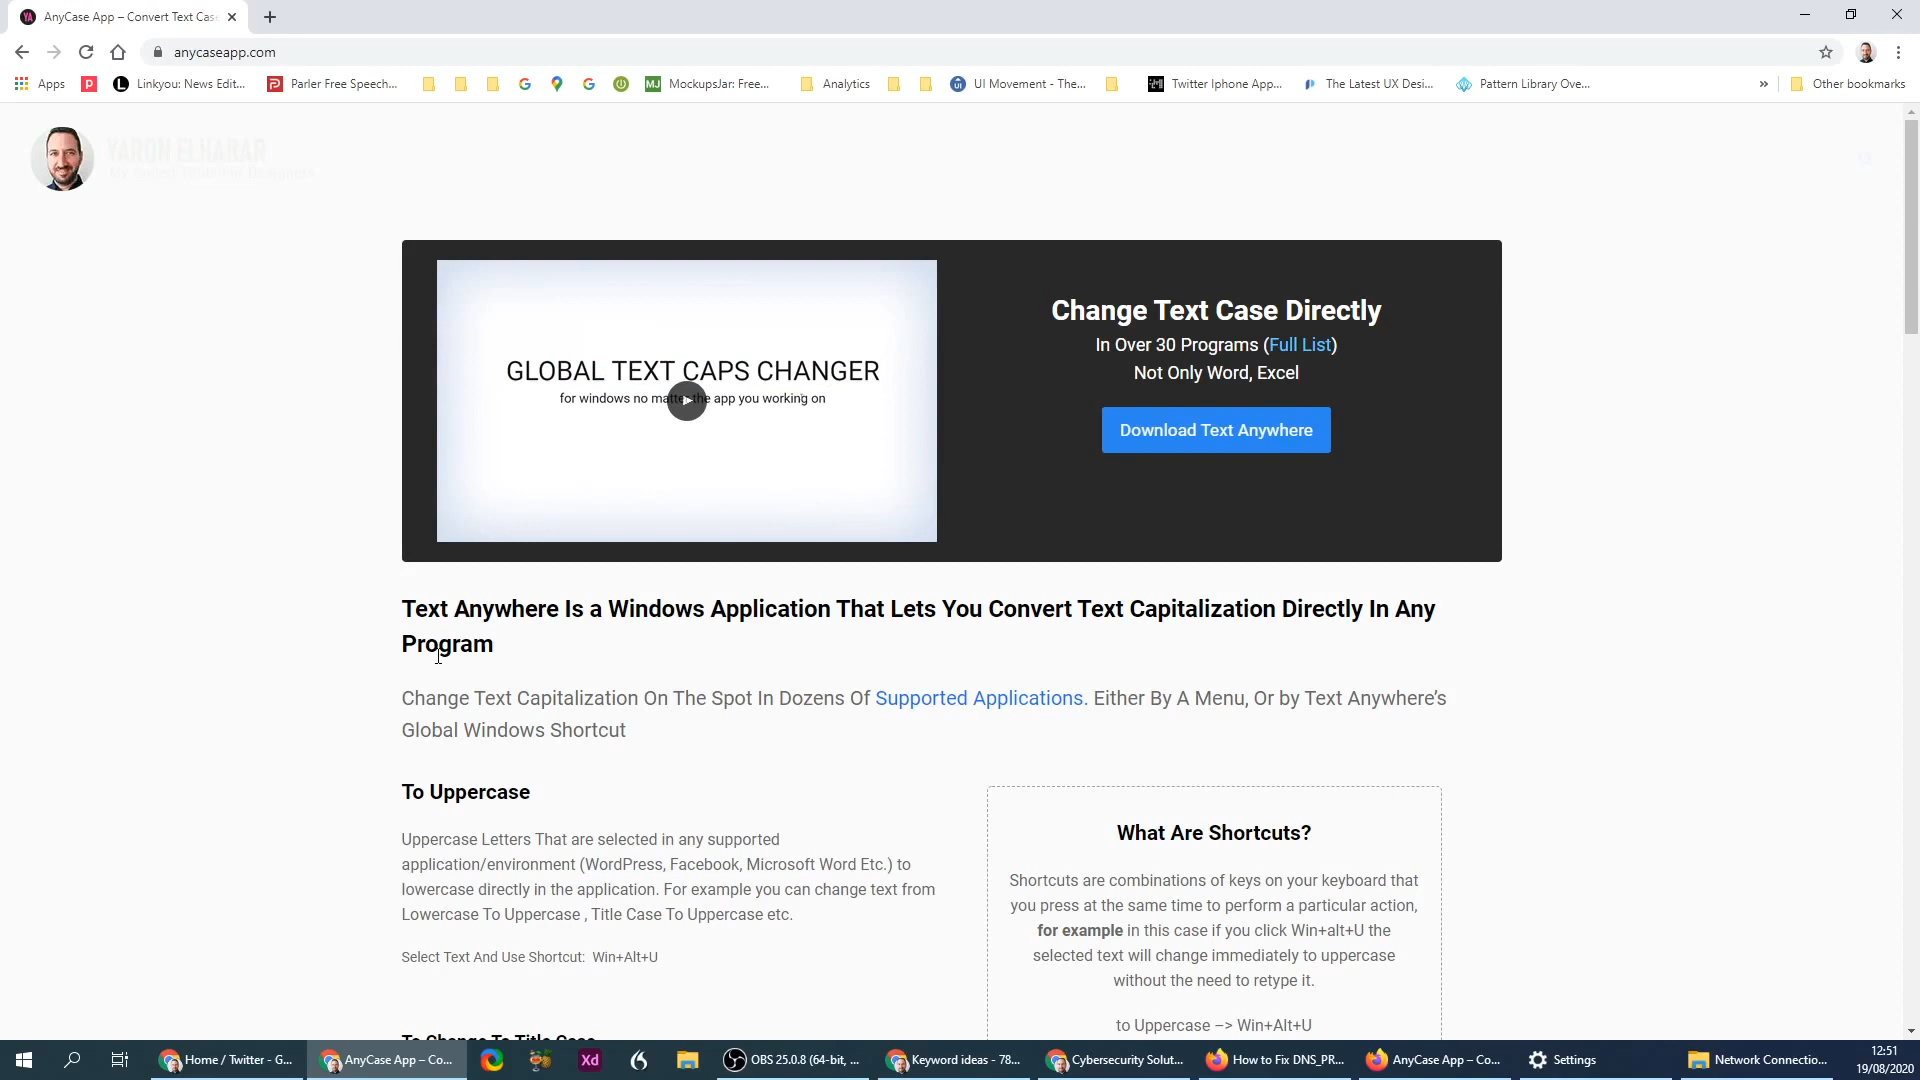 AnyCase App – Convert Text Case
anycaseapp.com
Apps
Linkyou: News Edit...
Parler Free Speech...
MJ
MockupsJar: Free...
Analytics
UI Movement - The...
Twitter Iphone App...
The Latest UX Desi...
Pattern Library Ove...
»
Other bookmarks
YARON ELHARAR
GLOBAL TEXT CAPS CHANGER
for windows no matter the app you working on
Change Text Case Directly
In Over 30 Programs (Full List)
Not Only Word, Excel
Download Text Anywhere
Text Anywhere Is a Windows Application That Lets You Convert Text Capitalization Directly In Any
Program
Change Text Capitalization On The Spot In Dozens Of Supported Applications. Either By A Menu, Or by Text Anywhere's
Global Windows Shortcut
To Uppercase
Uppercase Letters That are selected in any supported
application/environment (WordPress, Facebook, Microsoft Word Etc.) to
lowercase directly in the application. For example you can change text from
Lowercase To Uppercase , Title Case To Uppercase etc.
Select Text And Use Shortcut: Win+Alt+U
To Change To Title Case
What Are Shortcuts?
Shortcuts are combinations of keys on your keyboard that
you press at the same time to perform a particular action,
for example in this case if you click Win+alt+U the
selected text will change immediately to uppercase
without the need to retype it.
to Uppercase –> Win+Alt+U
Home / Twitter - G...
AnyCase App – Co...
Xd
OBS 25.0.8 (64-bit, ...
Keyword ideas - 78...
Cybersecurity Solut...
How to Fix DNS_PR...
AnyCase App – Co...
Settings
Network Connectio...
12:51
19/08/2020